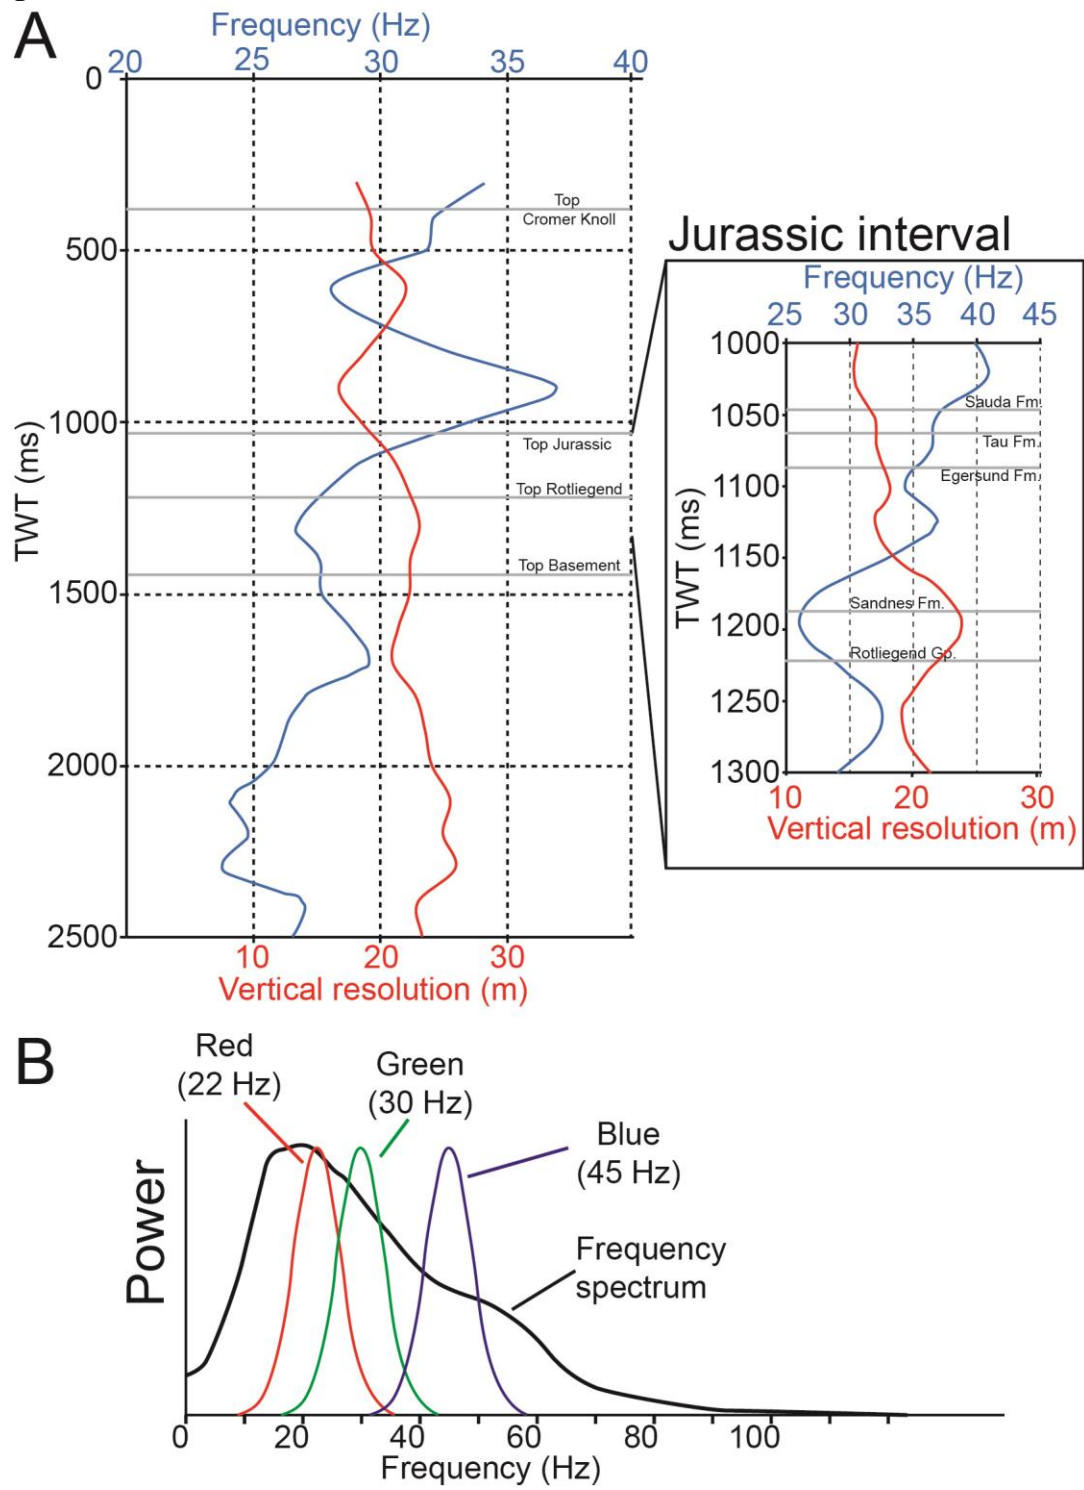 A
Frequency (Hz)
20 25 30 35 40
0
500
1000
1500
2000
2500
TWT (ms)
Top
Cromer Knoll
Top Jurassic
Top Rotliegend
Top Basement
10 20 30
Vertical resolution (m)
Jurassic interval
Frequency (Hz)
25 30 35 40 45
1000
1050
1100
1150
1200
1250
1300
TWT (ms)
Sauda Fm.
Tau Fm.
Egersund Fm.
Sandnes Fm.
Rotliegend Gp.
10 20 30
Vertical resolution (m)
B
Red
(22 Hz)
Green
(30 Hz)
Blue
(45 Hz)
Frequency
spectrum
Power
0 20 40 60 80 100
Frequency (Hz)